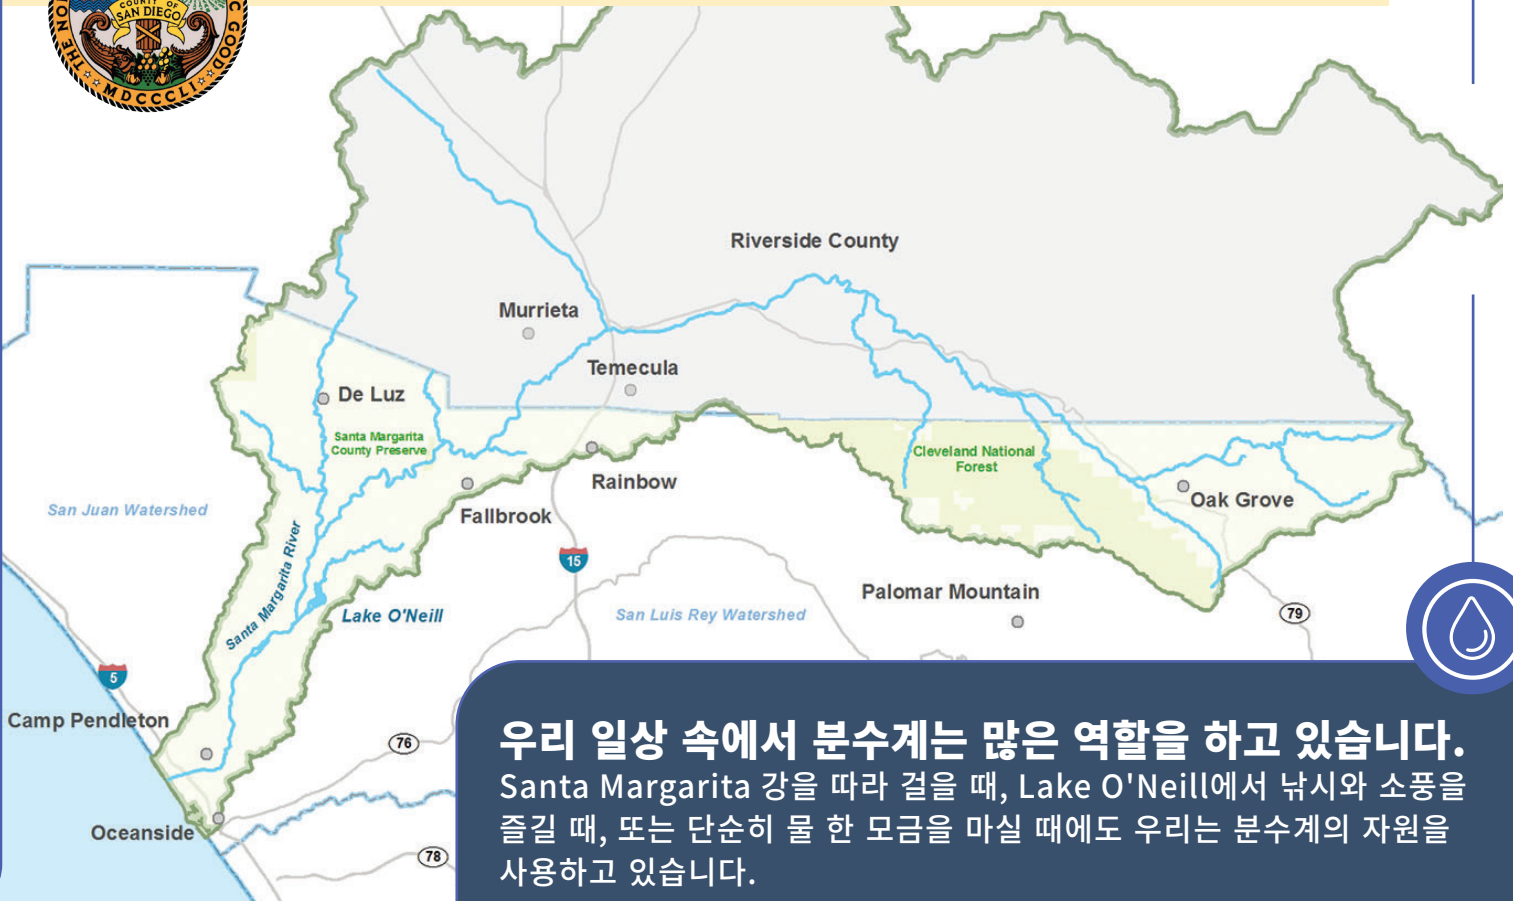 COUNTY OF
SAN DIEGO
MDCCCLI
THE
GOOD
Riverside County
Murrieta
Temecula
De Luz
Santa Margarita
County Preserve
Cleveland National
Forest
Rainbow
Oak Grove
San Juan Watershed
Fallbrook
Santa Margarita River
15
Palomar Mountain
Lake O'Neill
San Luis Rey Watershed
79
5
Camp Pendleton
76
Oceanside
78
우리 일상 속에서 분수계는 많은 역할을 하고 있습니다.
Santa Margarita 강을 따라 걸을 때, Lake O'Neill에서 낚시와 소풍을
즐길 때, 또는 단순히 물 한 모금을 마실 때에도 우리는 분수계의 자원을
사용하고 있습니다.